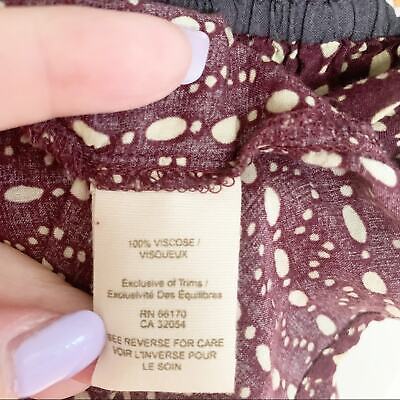 100% VISCOSE /
VISQUEUX
Exclusive of Trims /
Exclusivité Des Équilibres
RN 66170
CA 32054
SEE REVERSE FOR CARE
VOIR L'INVERSE POUR
LE SOIN